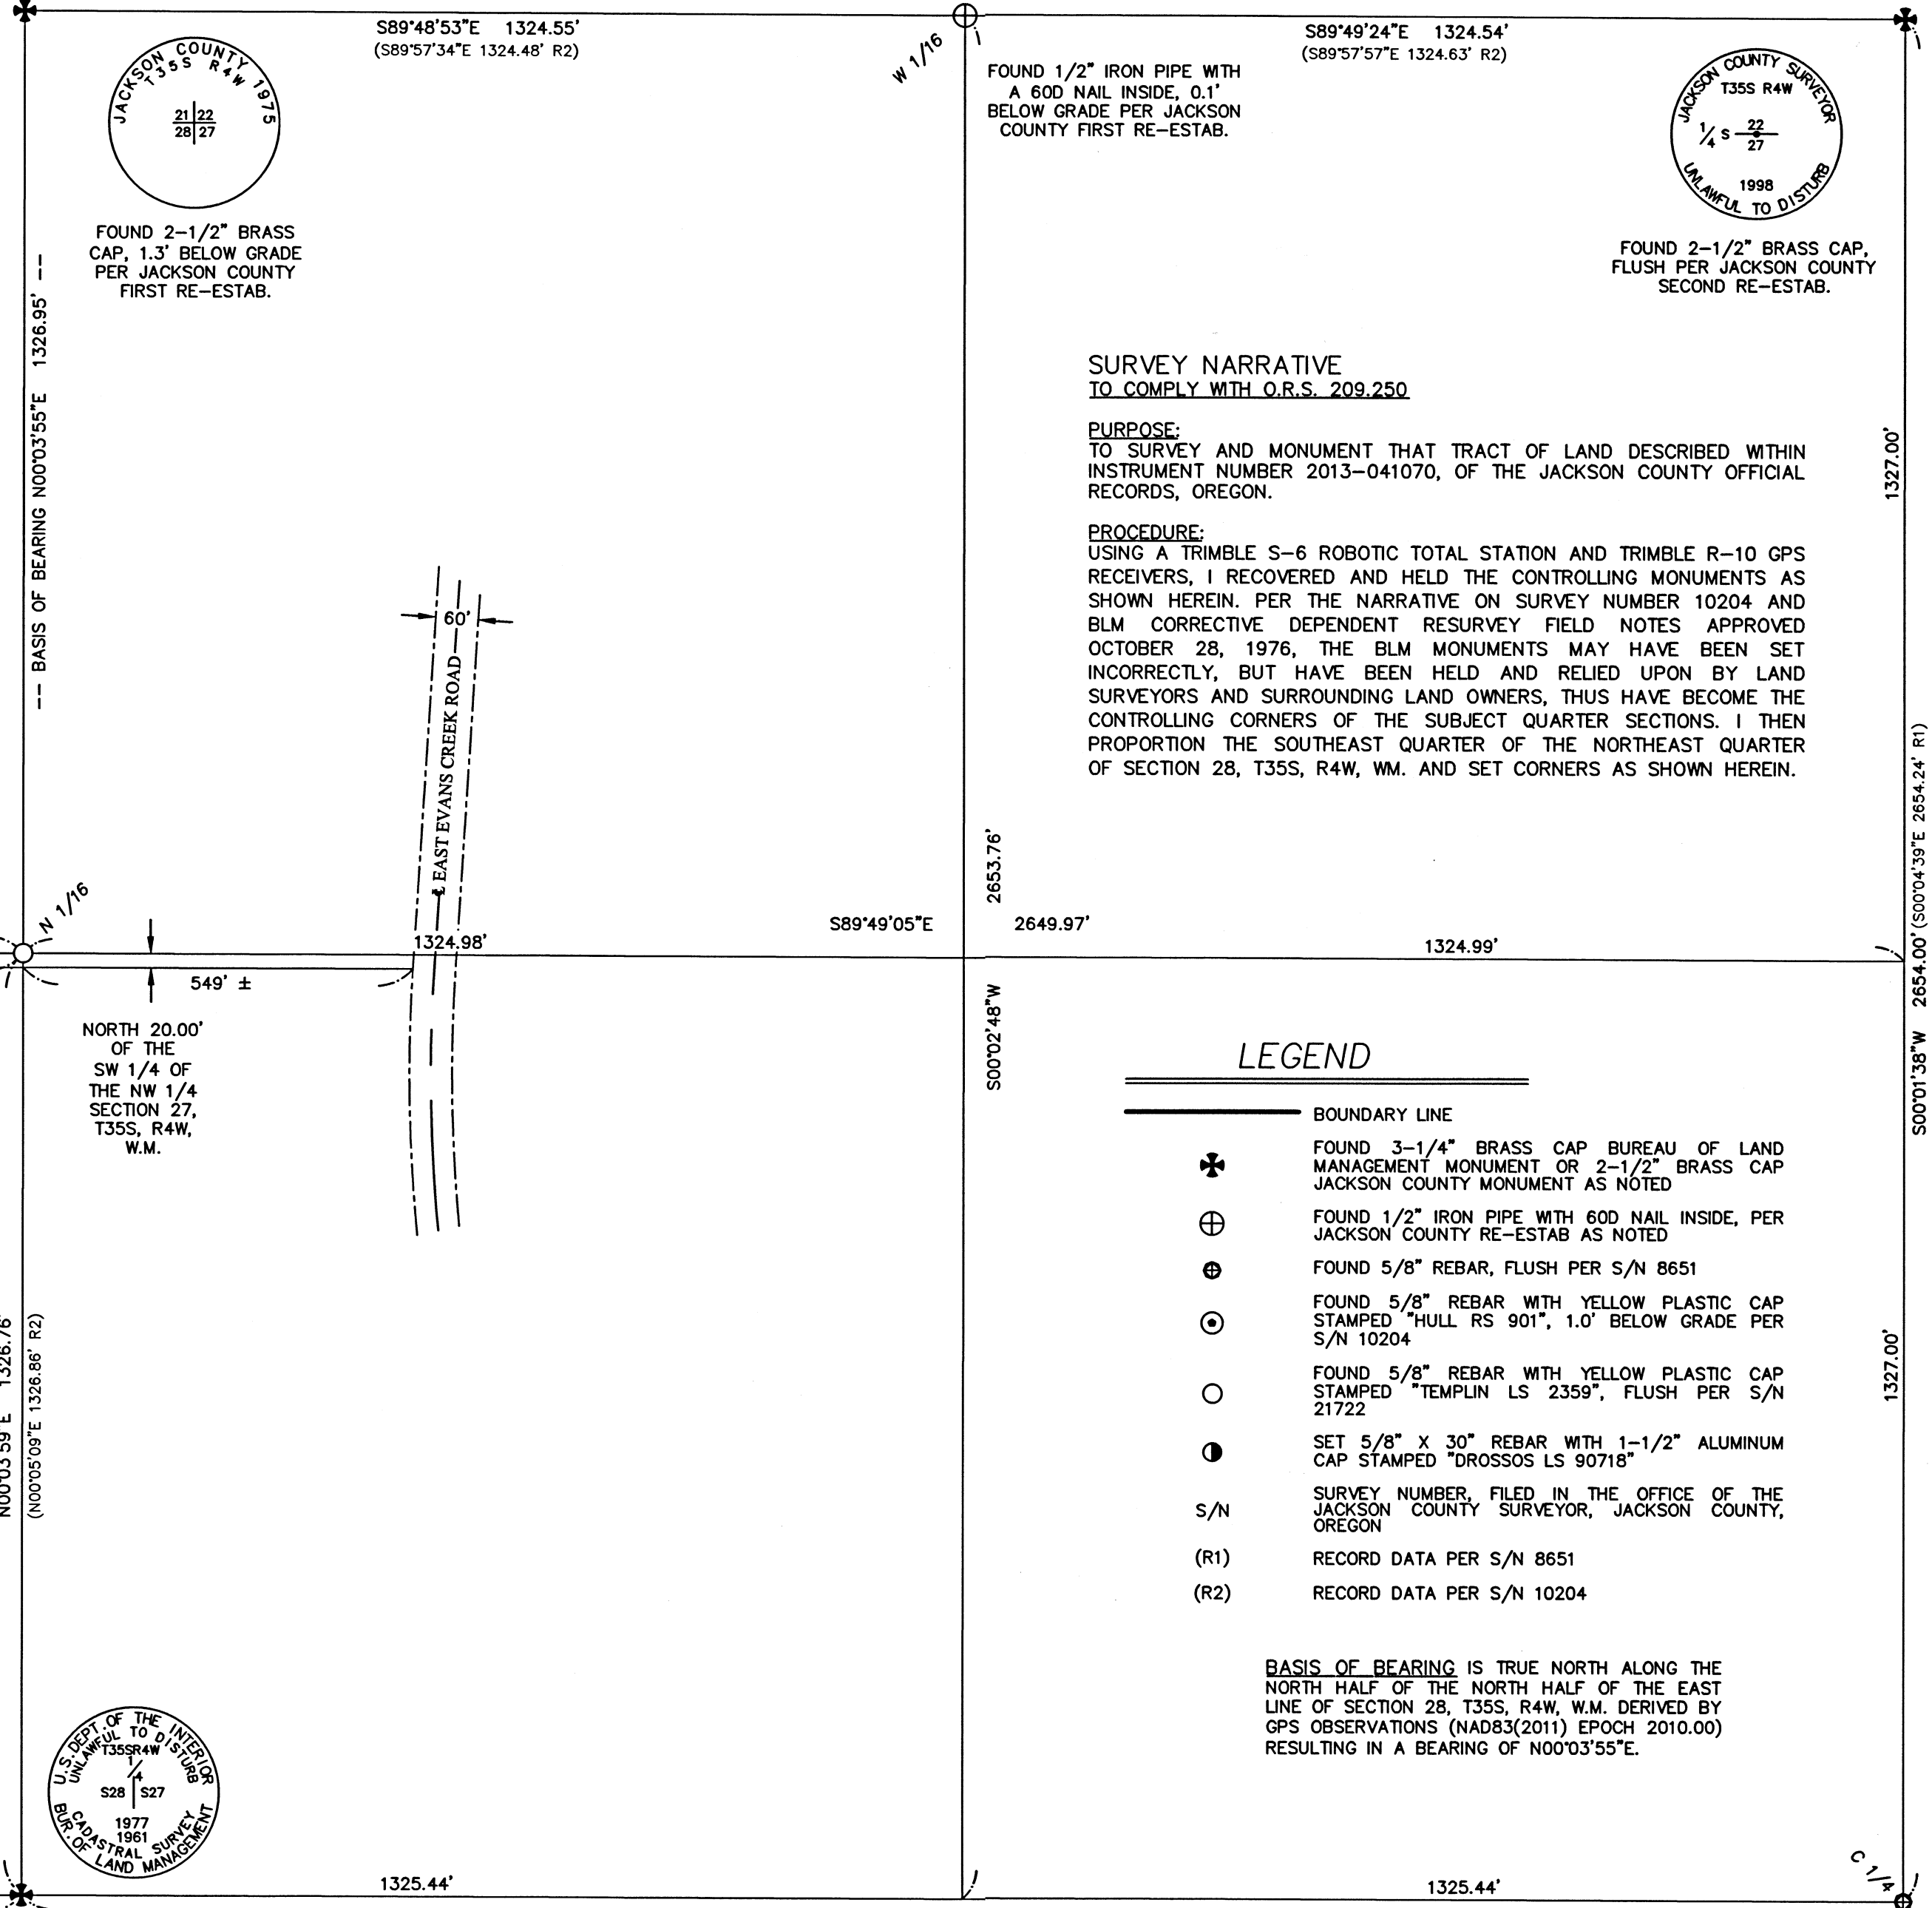 S89°48'53"E 1324.55'
(S89°57'34"E 1324.48' R2)
W 1/16
S89°49'24"E 1324.54'
(S89°57'57"E 1324.63' R2)
JACKSON COUNTY 1975
T35S R4W
21 22
28 27
FOUND 2-1/2" BRASS
CAP, 1.3' BELOW GRADE
PER JACKSON COUNTY
FIRST RE-ESTAB.
FOUND 1/2" IRON PIPE WITH
A 60D NAIL INSIDE, 0.1'
BELOW GRADE PER JACKSON
COUNTY FIRST RE-ESTAB.
JACKSON COUNTY SURVEYOR
T35S R4W
1/4 S 22
27
1998
UNLAWFUL TO DISTURB
FOUND 2-1/2" BRASS CAP,
FLUSH PER JACKSON COUNTY
SECOND RE-ESTAB.
--- BASIS OF BEARING N00°03'55"E 1326.95' ---
1327.00'
SURVEY NARRATIVE
TO COMPLY WITH O.R.S. 209.250
PURPOSE:
TO SURVEY AND MONUMENT THAT TRACT OF LAND DESCRIBED WITHIN
INSTRUMENT NUMBER 2013-041070, OF THE JACKSON COUNTY OFFICIAL
RECORDS, OREGON.
PROCEDURE:
USING A TRIMBLE S-6 ROBOTIC TOTAL STATION AND TRIMBLE R-10 GPS
RECEIVERS, I RECOVERED AND HELD THE CONTROLLING MONUMENTS AS
SHOWN HEREIN. PER THE NARRATIVE ON SURVEY NUMBER 10204 AND
BLM CORRECTIVE DEPENDENT RESURVEY FIELD NOTES APPROVED
OCTOBER 28, 1976, THE BLM MONUMENTS MAY HAVE BEEN SET
INCORRECTLY, BUT HAVE BEEN HELD AND RELIED UPON BY LAND
SURVEYORS AND SURROUNDING LAND OWNERS, THUS HAVE BECOME THE
CONTROLLING CORNERS OF THE SUBJECT QUARTER SECTIONS. I THEN
PROPORTION THE SOUTHEAST QUARTER OF THE NORTHEAST QUARTER
OF SECTION 28, T35S, R4W, WM. AND SET CORNERS AS SHOWN HEREIN.
60'
EAST EVANS CREEK ROAD
N 1/16
2653.76'
S89°49'05"E 2649.97'
1324.98'
1324.99'
549' ±
S00°02'48"W
S00°01'38"W 2654.00' (S00°04'39"E 2654.24' R1)
NORTH 20.00'
OF THE
SW 1/4 OF
THE NW 1/4
SECTION 27,
T35S, R4W,
W.M.
LEGEND
BOUNDARY LINE
FOUND 3-1/4" BRASS CAP BUREAU OF LAND
MANAGEMENT MONUMENT OR 2-1/2" BRASS CAP
JACKSON COUNTY MONUMENT AS NOTED
FOUND 1/2" IRON PIPE WITH 60D NAIL INSIDE, PER
JACKSON COUNTY RE-ESTAB AS NOTED
FOUND 5/8" REBAR, FLUSH PER S/N 8651
FOUND 5/8" REBAR WITH YELLOW PLASTIC CAP
STAMPED "HULL RS 901", 1.0' BELOW GRADE PER
S/N 10204
FOUND 5/8" REBAR WITH YELLOW PLASTIC CAP
STAMPED "TEMPLIN LS 2359", FLUSH PER S/N
21722
SET 5/8" X 30" REBAR WITH 1-1/2" ALUMINUM
CAP STAMPED "DROSSOS LS 90718"
S/N SURVEY NUMBER, FILED IN THE OFFICE OF THE
JACKSON COUNTY SURVEYOR, JACKSON COUNTY,
OREGON
(R1) RECORD DATA PER S/N 8651
(R2) RECORD DATA PER S/N 10204
BASIS OF BEARING IS TRUE NORTH ALONG THE
NORTH HALF OF THE NORTH HALF OF THE EAST
LINE OF SECTION 28, T35S, R4W, W.M. DERIVED BY
GPS OBSERVATIONS (NAD83(2011) EPOCH 2010.00)
RESULTING IN A BEARING OF N00°03'55"E.
N00°03'59"E 1326.76'
(N00°05'09"E 1326.86' R2)
1327.00'
U.S. DEPT. OF THE INTERIOR
UNLAWFUL TO DISTURB
T35SR4W
1/4
S28 S27
1977
1961
CADASTRAL SURVEY
BUR. OF LAND MANAGEMENT
1325.44'
1325.44'
C 1/4